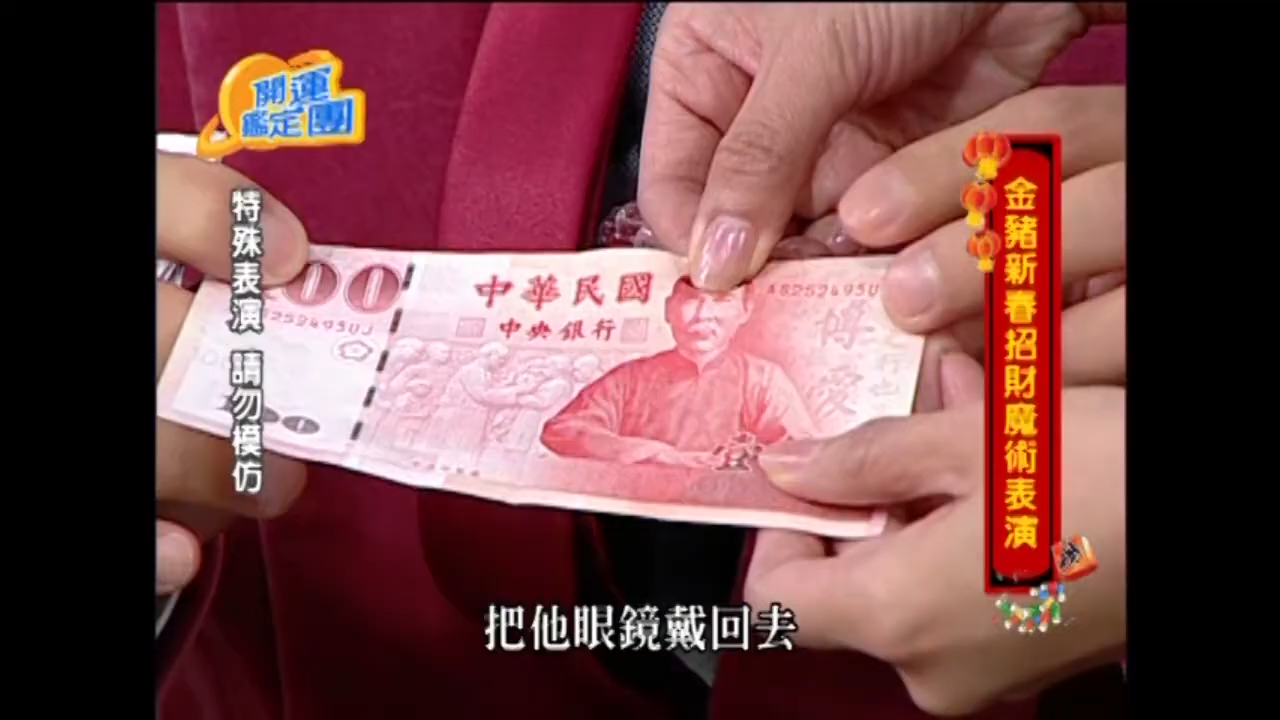 開運
鑑定團
特殊表演 請勿模仿
金豬新春招財魔術表演
00
中華民國
中央銀行
博愛
把他眼鏡戴回去